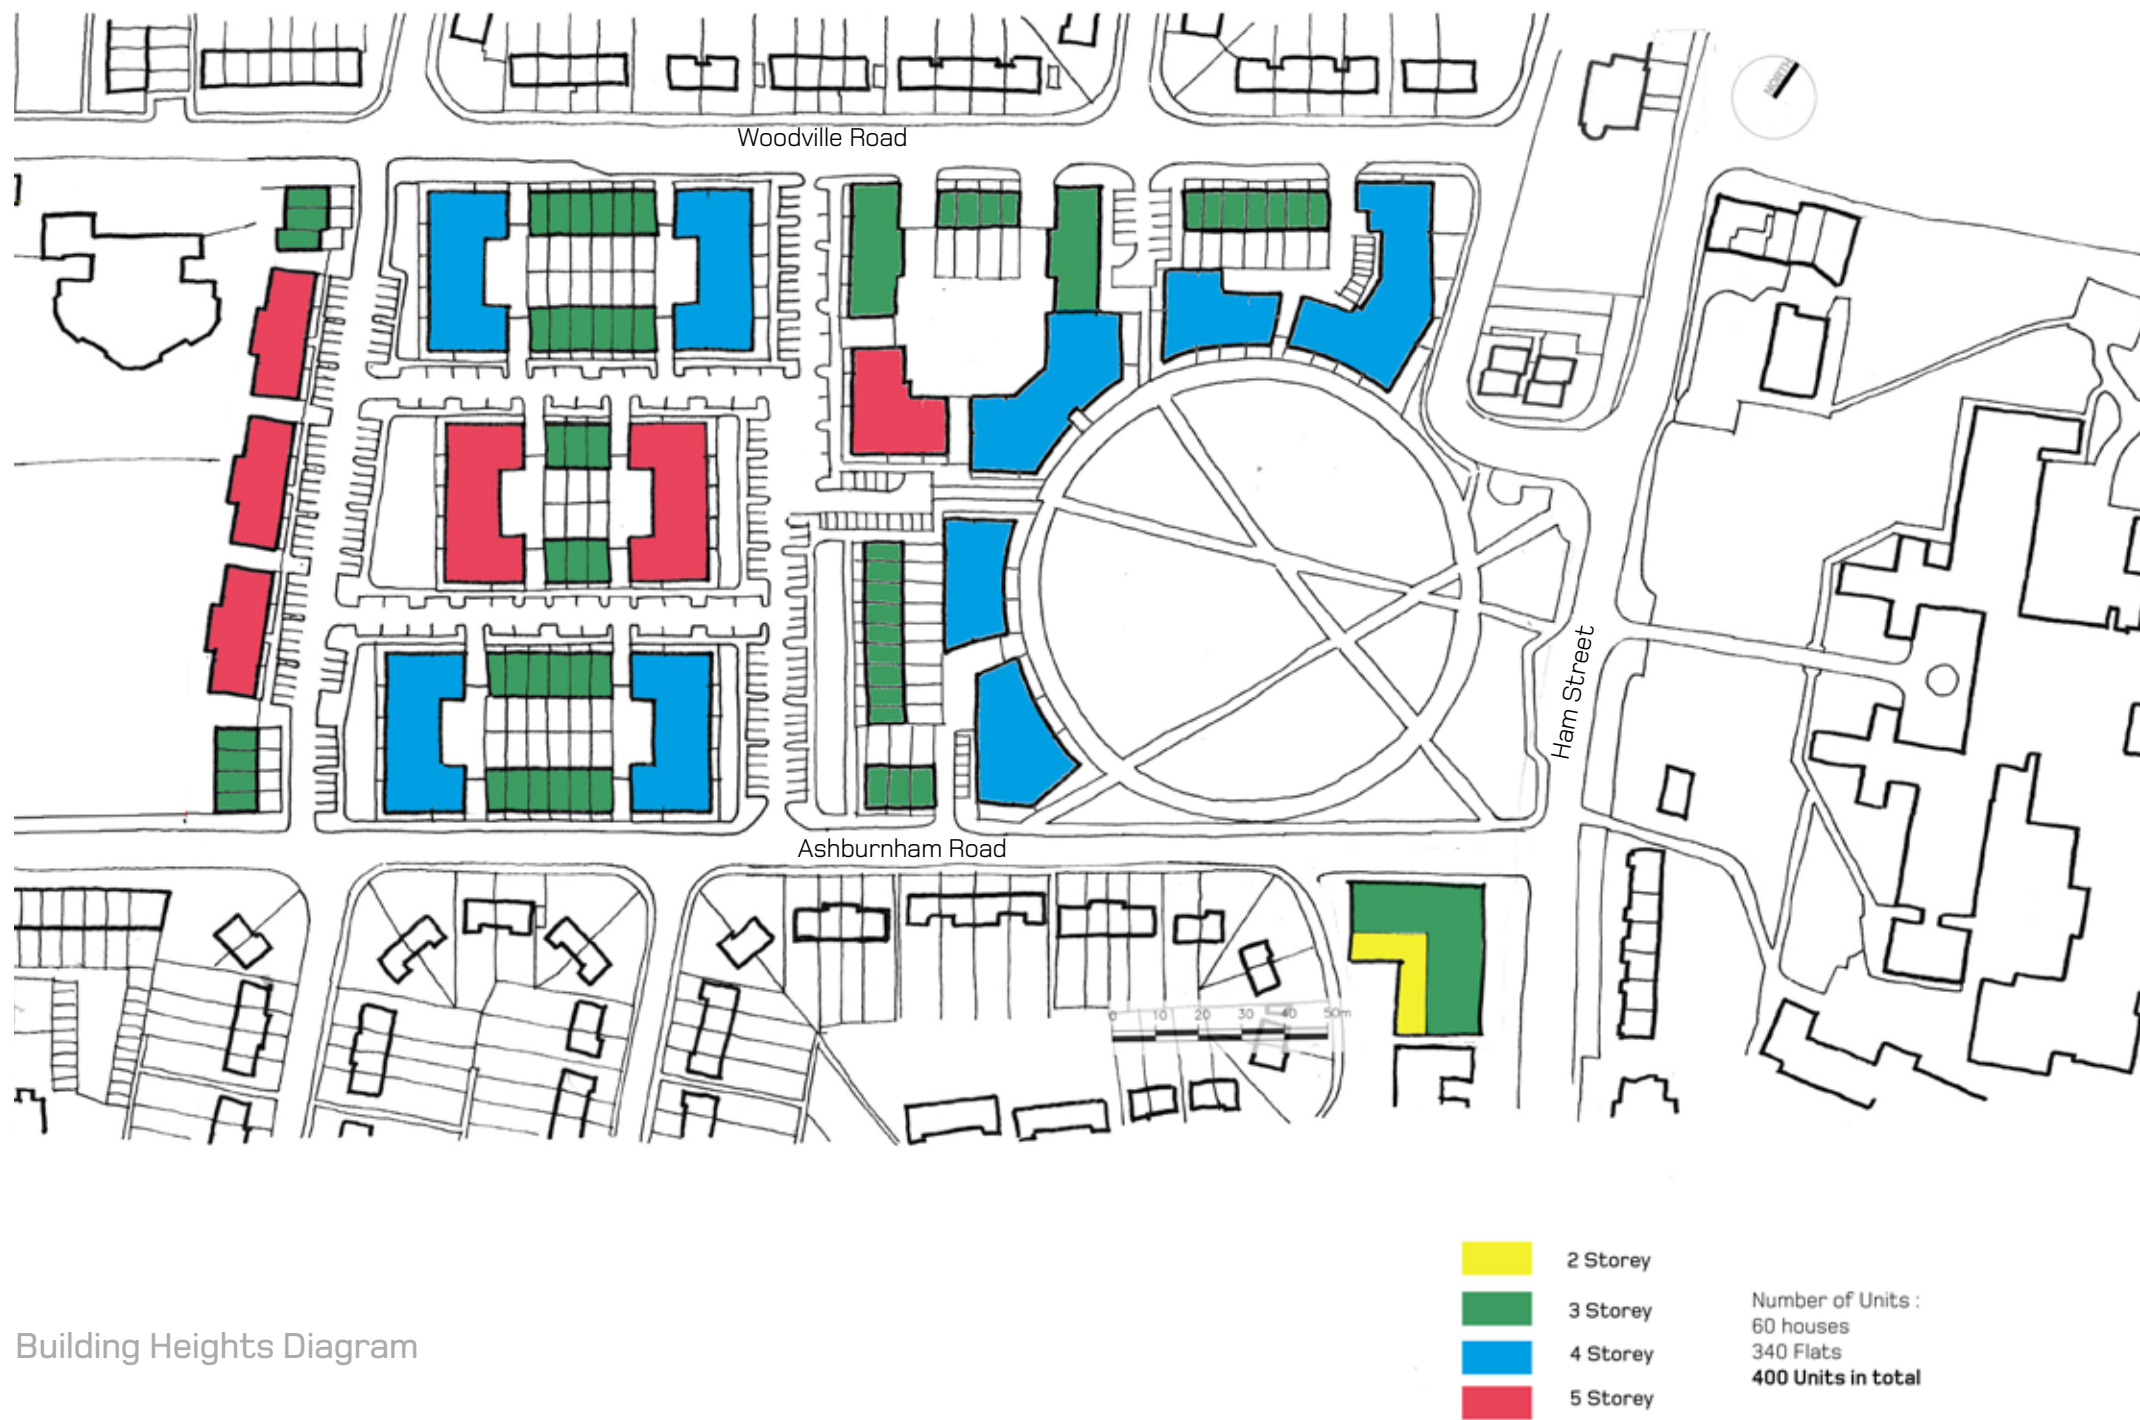 NORTH
Woodville Road
Ham Street
Ashburnham Road
0 10 20 30 40 50m
2 Storey
3 Storey
4 Storey
5 Storey
Number of Units :
60 houses
340 Flats
400 Units in total
Building Heights Diagram